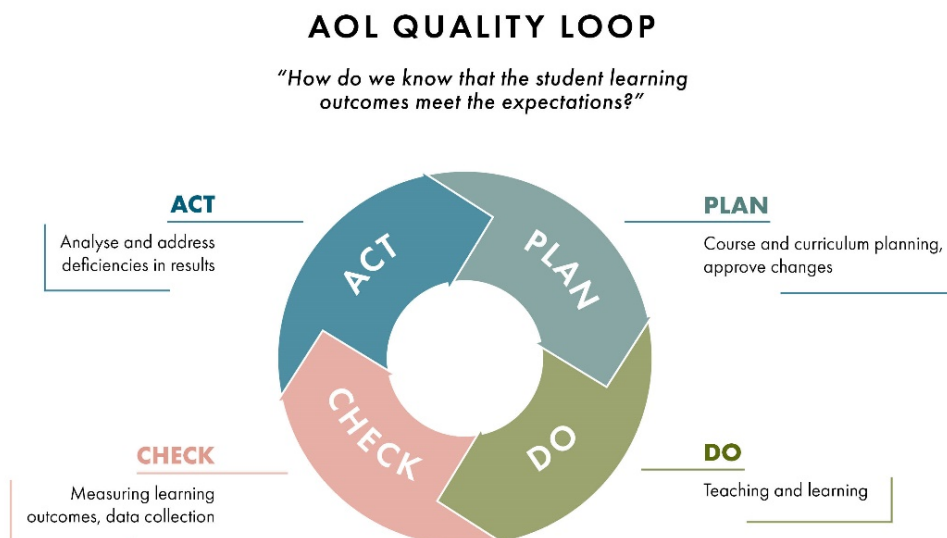 AOL QUALITY LOOP
“How do we know that the student learning
outcomes meet the expectations?”
ACT
Analyse and address
deficiencies in results
PLAN
Course and curriculum planning,
approve changes
ACT
PLAN
CHECK
DO
CHECK
Measuring learning
outcomes, data collection
DO
Teaching and learning